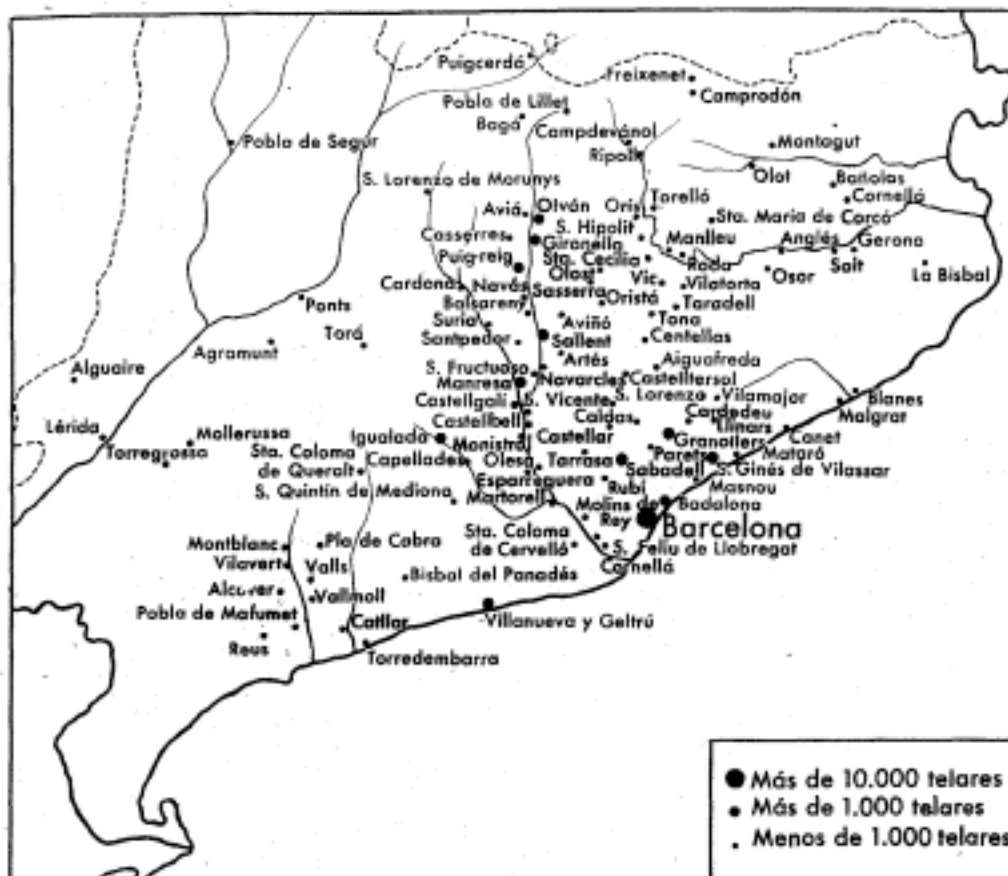 Puigcerdá
Freixenet
Camprodón
Pobla de Lillet
Bagá
Campdevánol
Ripoll
Montagut
Pobla de Segur
Olot
Bañolas
Cornellá
S. Lorenzo de Morunys
Torelló
Aviá
Olván
Oris
Sta. María de Corcó
S. Hipolit
Casserres
Gironella
Manlleu
Anglés
Gerona
Sta. Cecilia
Puig-reig
Roda
Salt
La Bisbal
Olost
Vic
Osor
Cardona
Navás
Sasserra
Vilatorta
Ponts
Balsareny
Oristá
Taradell
Suria
Aviñó
Tona
Torá
Santpedor
Sallent
Centellas
Agramunt
Artés
Aiguafreda
Alguaire
S. Fructuoso
Manresa
Navarcles
Castelltersol
Castellgalí
S. Vicente
S. Lorenzo
Vilamajor
Blanes
Malgrat
Castellbell
Caldas
Cardedeu
Llinars
Lérida
Mollerussa
Igualada
Monistrol
Castellar
Granollers
Canet
Torregrossa
Sta. Coloma
de Queralt
Capellades
Olesa
Tarrasa
Parets
Mataró
Sabadell
S. Ginés de Vilassar
Esparreguera
Rubí
Masnou
S. Quintín de Mediona
Martorell
Molins de
Rey
Badalona
Barcelona
Sta. Coloma
de Cervelló
Montblanc
Pla de Cabra
S. Feliu de Llobregat
Vilavert
Valls
Bisbal del Panadés
Cornellá
Alcover
Vallmoll
Pobla de Mafumet
Catllar
Villanueva y Geltrú
Reus
Torredembarra
Más de 10.000 telares
Más de 1.000 telares
Menos de 1.000 telares